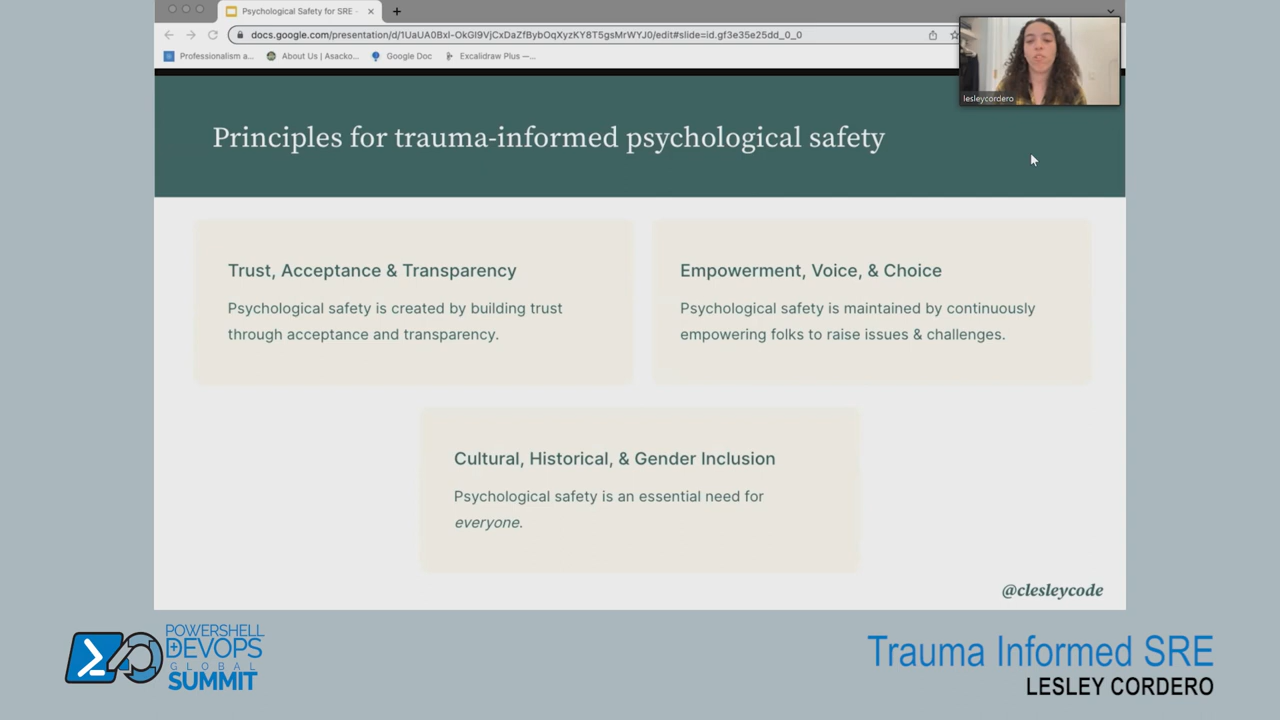 Psychological Safety for SRE -
docs.google.com/presentation/d/1UaUA0BxI-OkGI9VjCxDaZfBybOqXyzKY8T5gsMrWYJ0/edit#slide=id.gf3e35e25dd_0_0
Professionalism a...
About Us | Asacko...
Google Doc
Excalidraw Plus —...
lesleycordero
Principles for trauma-informed psychological safety
Trust, Acceptance & Transparency
Psychological safety is created by building trust
through acceptance and transparency.
Empowerment, Voice, & Choice
Psychological safety is maintained by continuously
empowering folks to raise issues & challenges.
Cultural, Historical, & Gender Inclusion
Psychological safety is an essential need for
everyone.
@clesleycode
POWERSHELL
DEVOPS
GLOBAL
SUMMIT
Trauma Informed SRE
LESLEY CORDERO